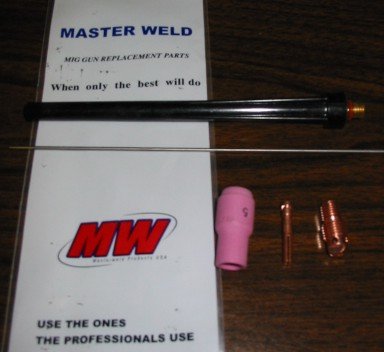 MASTER WELD
MIG GUN REPLACEMENT PARTS
When only the best will do
MW
USE THE ONES
THE PROFESSIONALS USE